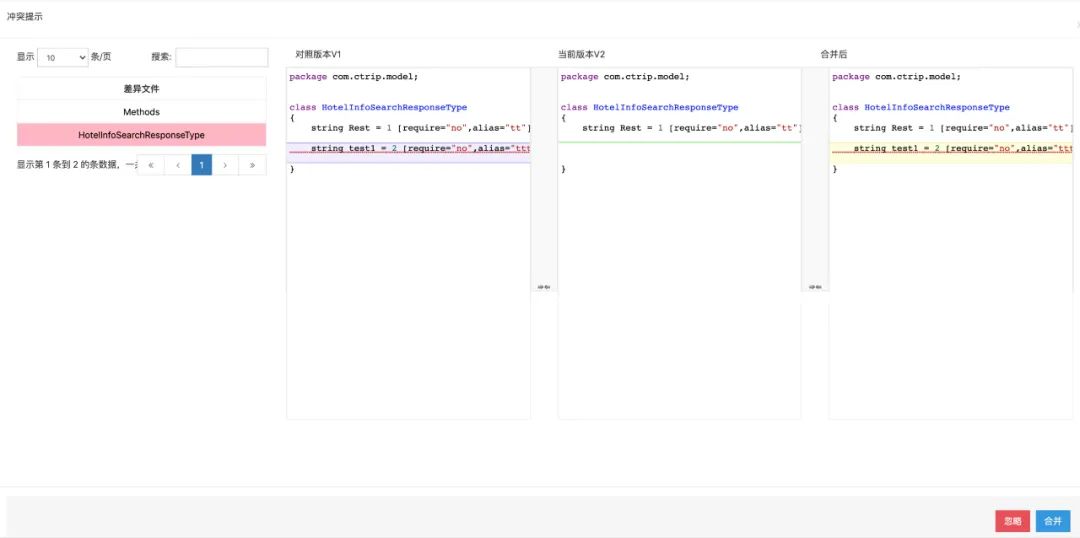 冲突提示
显示 10 条/页 搜索:
差异文件
Methods
HotelInfoSearchResponseType
显示第 1 条到 2 的条数据，一
« ‹ 1 › »
对照版本V1
package com.ctrip.model;
class HotelInfoSearchResponseType
{
string Rest = 1 [require="no",alias="tt"]
string test1 = 2 [require="no",alias="ttt
}
当前版本V2
package com.ctrip.model;
class HotelInfoSearchResponseType
{
string Rest = 1 [require="no",alias="tt"]
}
合并后
package com.ctrip.model;
class HotelInfoSearchResponseType
{
string Rest = 1 [require="no",alias="tt"]
string test1 = 2 [require="no",alias="ttt
}
忽略 合并